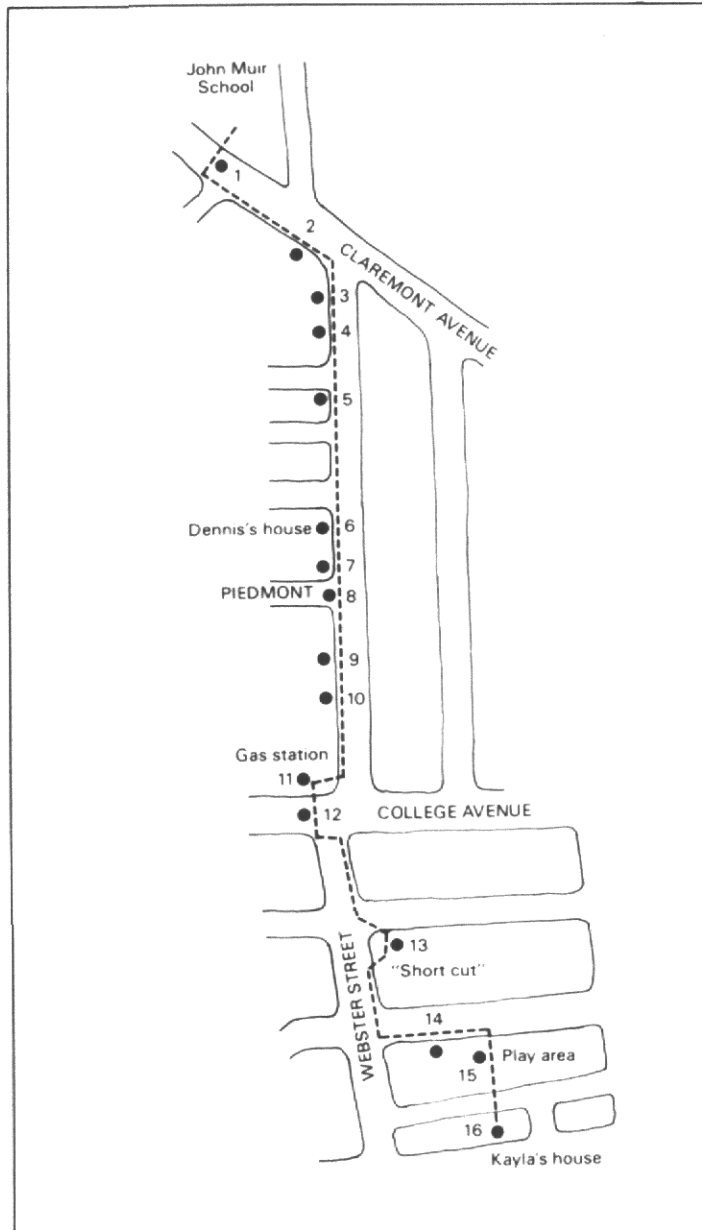 John Muir
School
1
2
CLAREMONT AVENUE
3
4
5
Dennis's house
6
7
PIEDMONT
8
9
10
Gas station
11
12
COLLEGE AVENUE
13
"Short cut"
WEBSTER STREET
14
Play area
15
16
Kayla's house